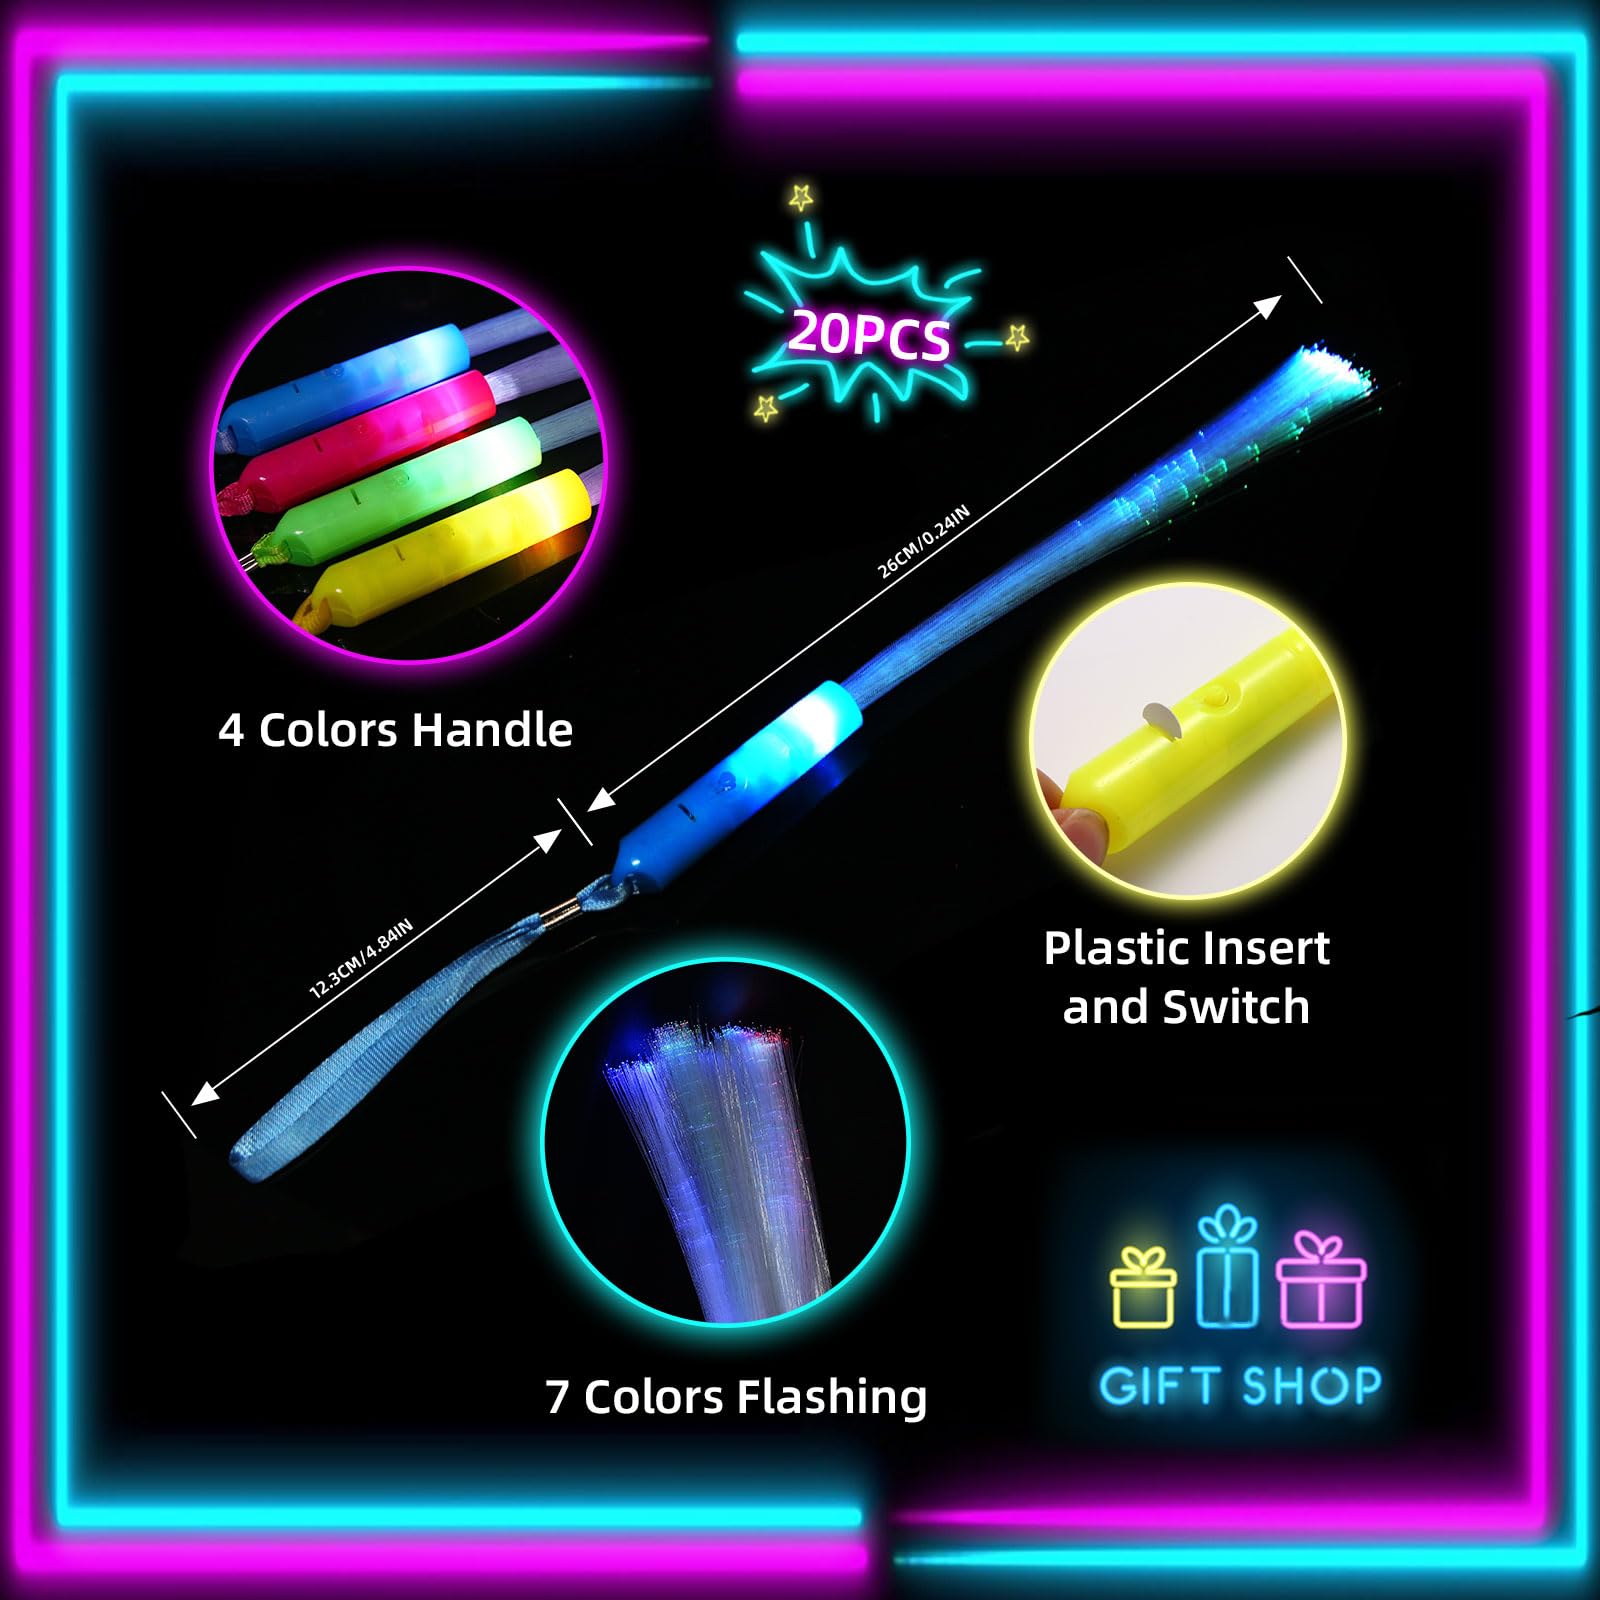 20PCS
26CM/0.24IN
4 Colors Handle
12.3CM/4.84IN
Plastic Insert
and Switch
7 Colors Flashing
GIFT SHOP